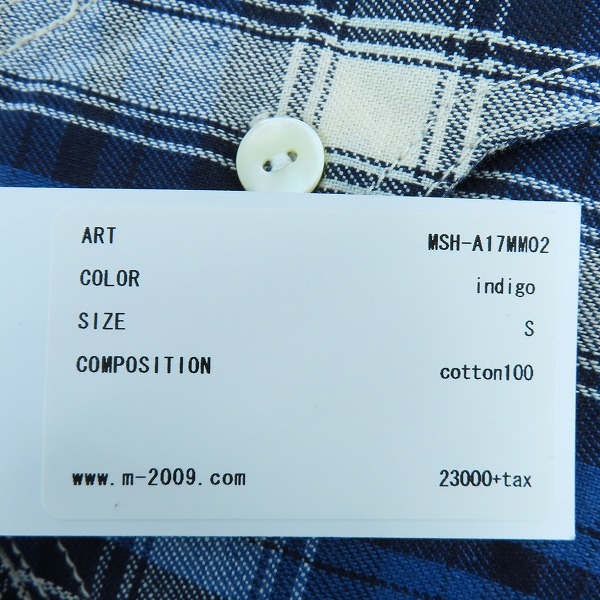 ART MSH-A17MM02
COLOR indigo
SIZE S
COMPOSITION cotton100
www.m-2009.com 23000+tax